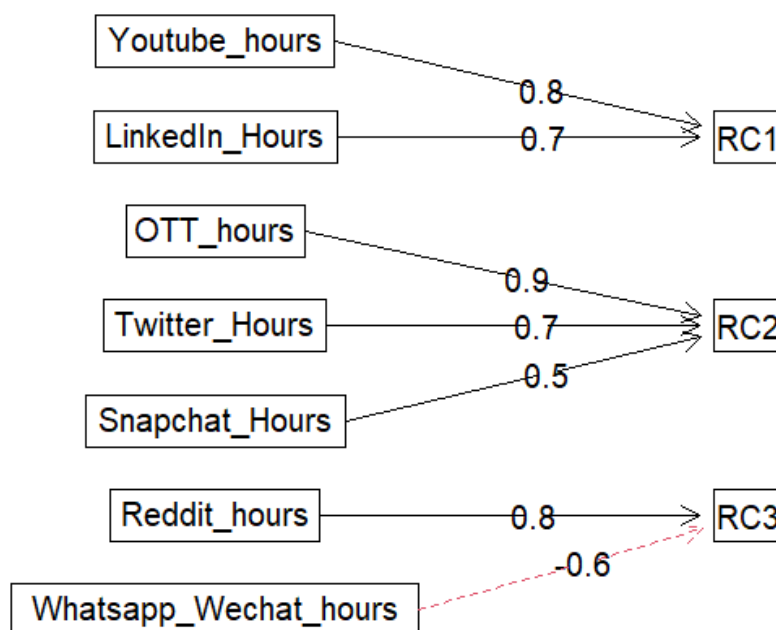 Youtube_hours
0.8
LinkedIn_Hours
0.7
RC1
OTT_hours
0.9
Twitter_Hours
0.7
RC2
0.5
Snapchat_Hours
Reddit_hours
0.8
RC3
-0.6
Whatsapp_Wechat_hours